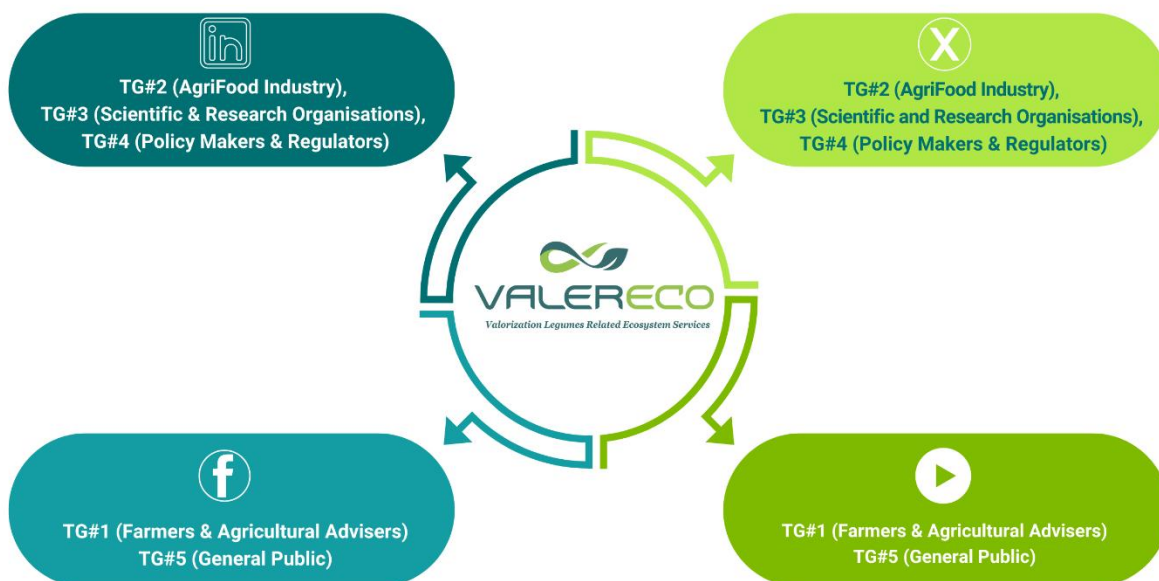 in
TG#2 (AgriFood Industry),
TG#3 (Scientific & Research Organisations),
TG#4 (Policy Makers & Regulators)
X
TG#2 (AgriFood Industry),
TG#3 (Scientific and Research Organisations),
TG#4 (Policy Makers & Regulators)
VALERECO
Valorization Legumes Related Ecosystem Services
f
TG#1 (Farmers & Agricultural Advisers)
TG#5 (General Public)
TG#1 (Farmers & Agricultural Advisers)
TG#5 (General Public)